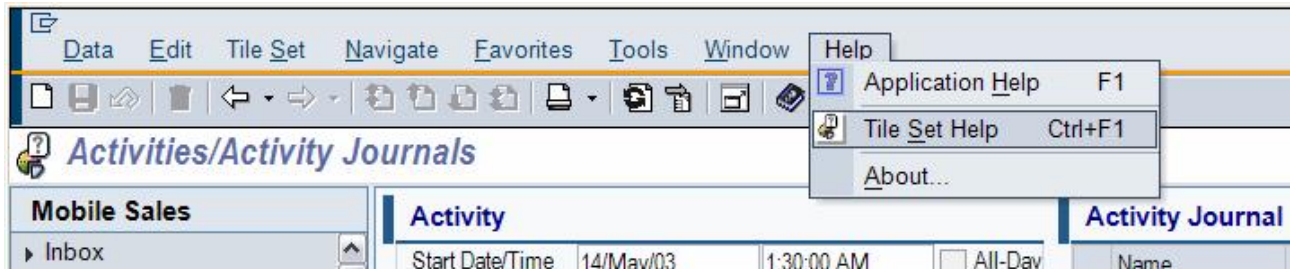 Data Edit Tile Set Navigate Favorites Tools Window Help
Application Help F1
Tile Set Help Ctrl+F1
About...
Activities/Activity Journals
Mobile Sales
Activity
Activity Journal
Inbox
Start Date/Time 14/May/03 1:30:00 AM All-Day
Name